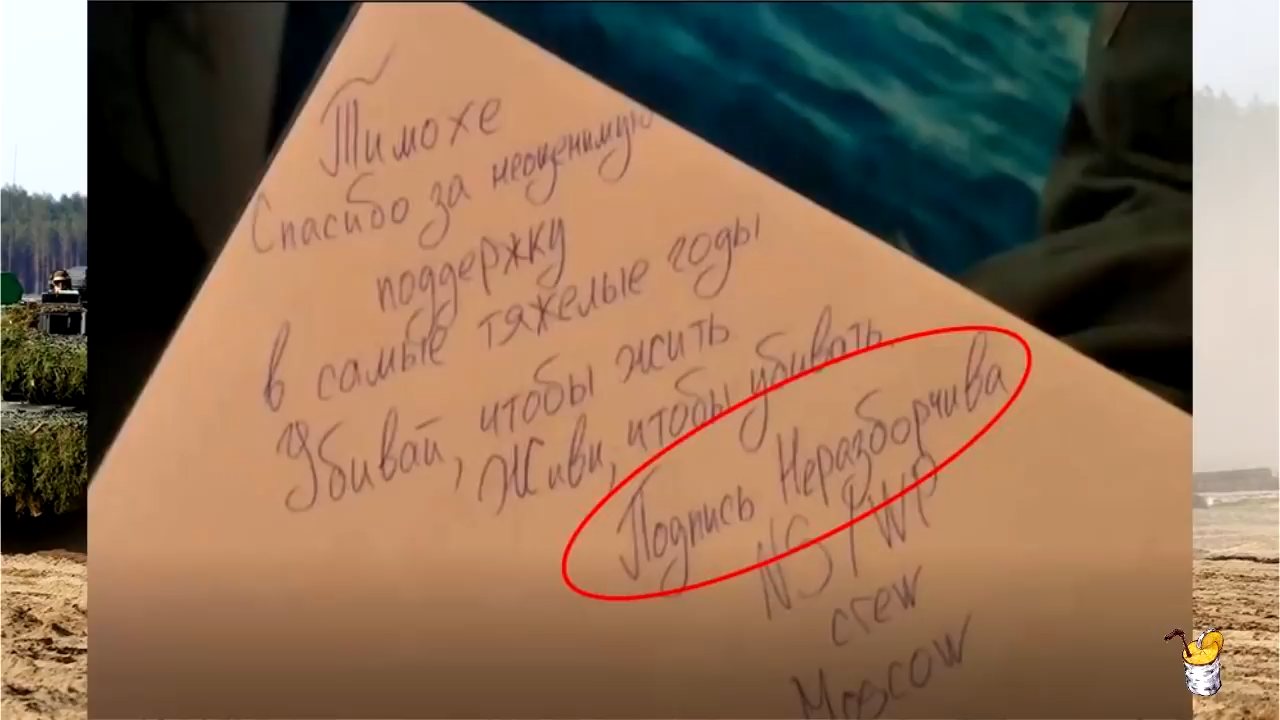 Тимохе
Спасибо за неоценимую
поддержку
в самые тяжелые годы
Убивай, чтобы жить
Живи, чтобы убивать
Подпись Неразборчива
NS/WP
crew
Moscow